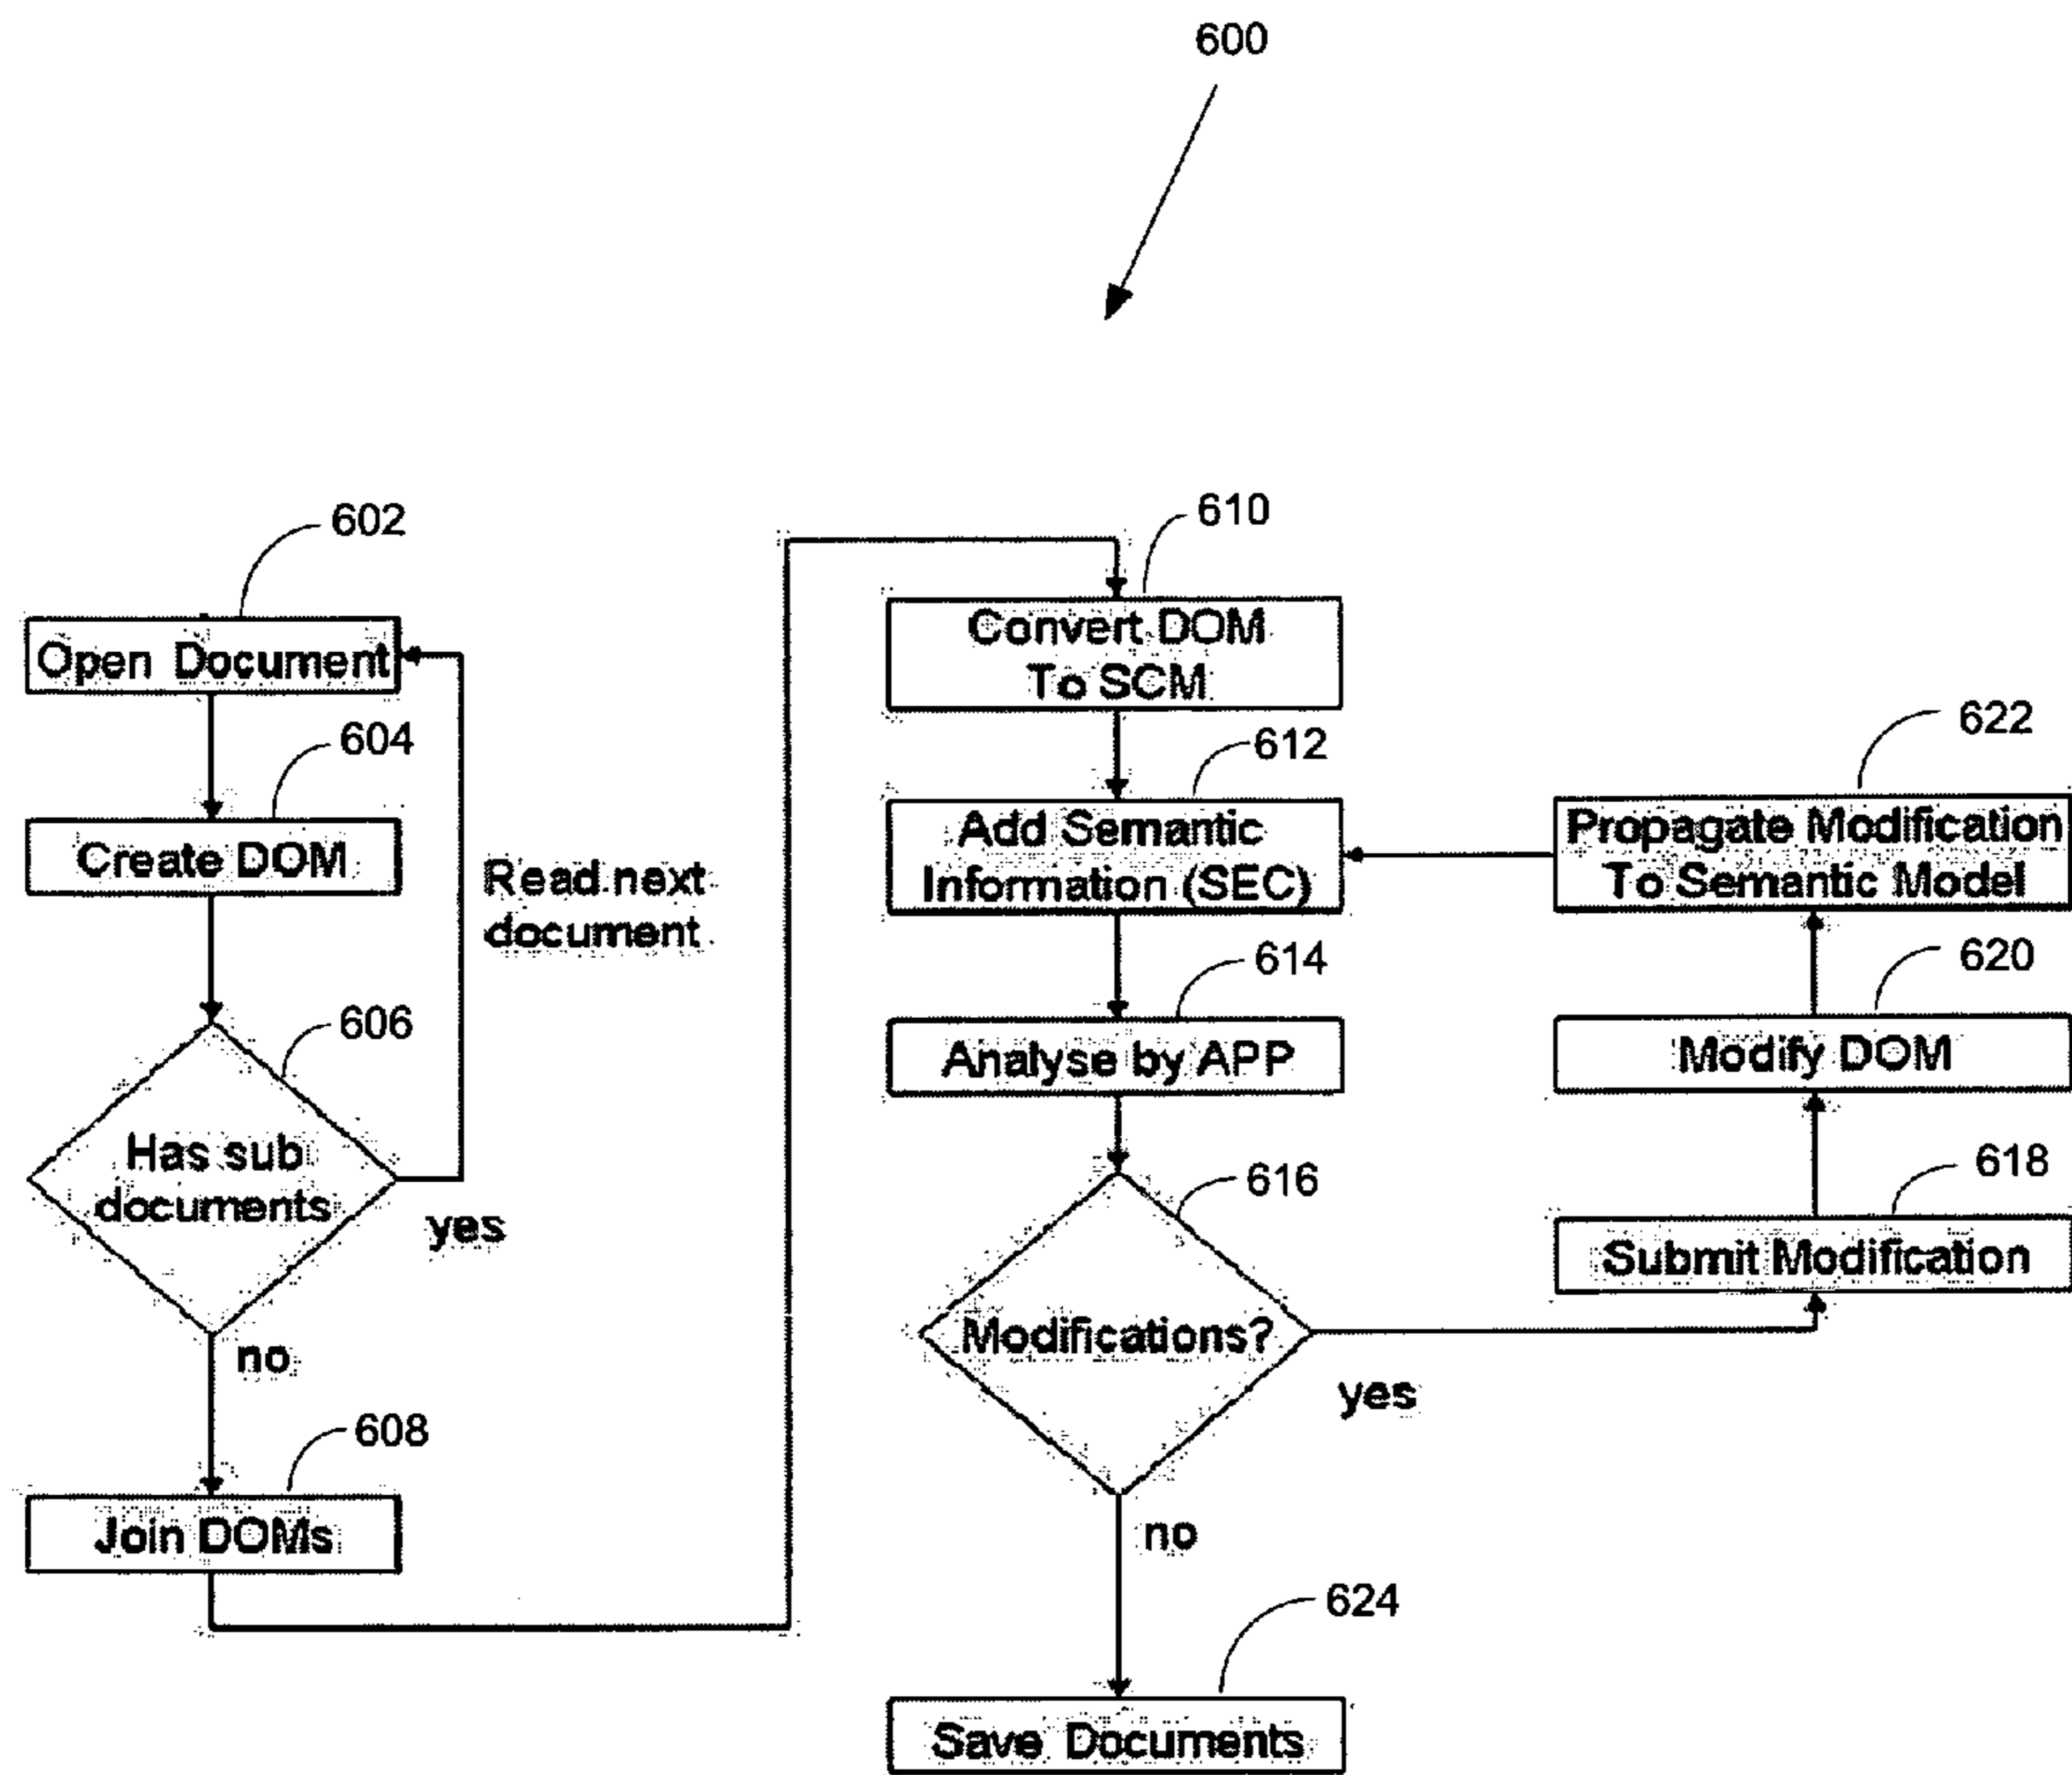 600
602
Open Document
604
Create DOM
Read next
document
606
Has sub
documents
yes
no
608
Join DOMs
610
Convert DOM
To SCM
612
Add Semantic
Information (SEC)
614
Analyse by APP
616
Modifications?
yes
no
624
Save Documents
622
Propagate Modification
To Semantic Model
620
Modify DOM
618
Submit Modification